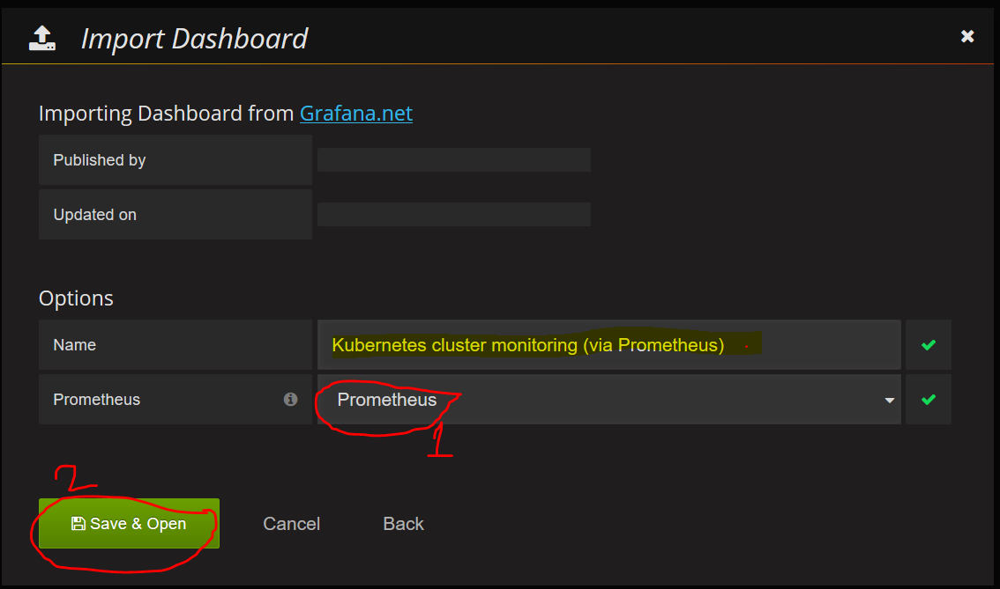 Import Dashboard
Importing Dashboard from Grafana.net
Published by
Updated on
Options
Name Kubernetes cluster monitoring (via Prometheus)
Prometheus Prometheus
1
2
Save & Open Cancel Back